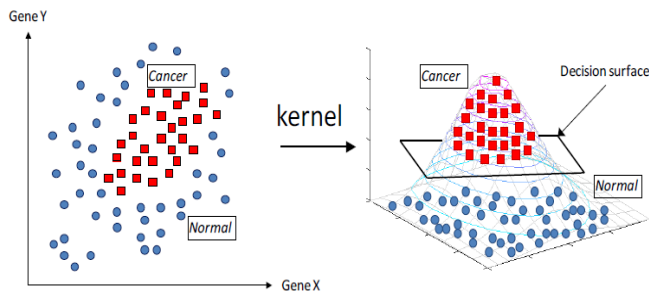 Gene Y
Cancer
kernel
Normal
Gene X
Cancer
Decision surface
Normal